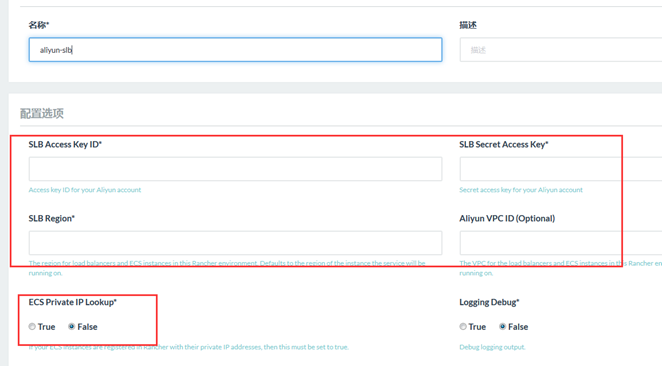 名称* 描述
aliyun-slb 描述
配置选项
SLB Access Key ID* SLB Secret Access Key*
Access key ID for your Aliyun account Secret access key for your Aliyun account
SLB Region* Aliyun VPC ID (Optional)
The region for load balancers and ECS instances in this Rancher environment. Defaults to the region of the instance the service will be The VPC for the load balancers and ECS instances in this Rancher en
running on. running on.
ECS Private IP Lookup* Logging Debug*
True False True False
If your ECS instances are registered in Rancher with their private IP addresses, then this must be set to true. Debug logging output.